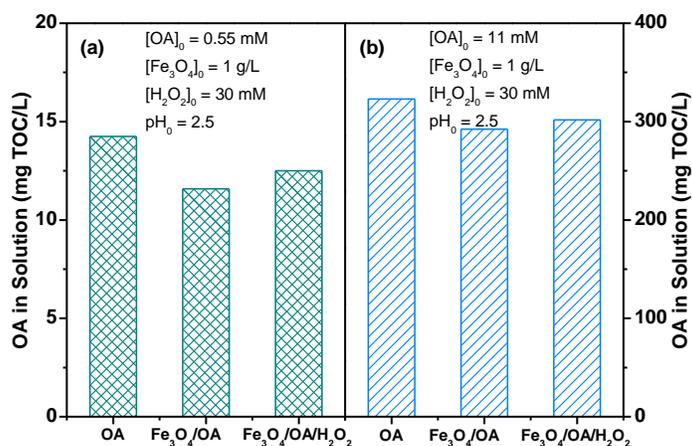 (a)
[OA]₀ = 0.55 mM
[Fe₃O₄]₀ = 1 g/L
[H₂O₂]₀ = 30 mM
pH₀ = 2.5
OA in Solution (mg TOC/L)
20
15
10
5
0
OA Fe₃O₄/OA Fe₃O₄/OA/H₂O₂
(b)
[OA]₀ = 11 mM
[Fe₃O₄]₀ = 1 g/L
[H₂O₂]₀ = 30 mM
pH₀ = 2.5
OA Fe₃O₄/OA Fe₃O₄/OA/H₂O₂
400
300
200
100
0
OA in Solution (mg TOC/L)